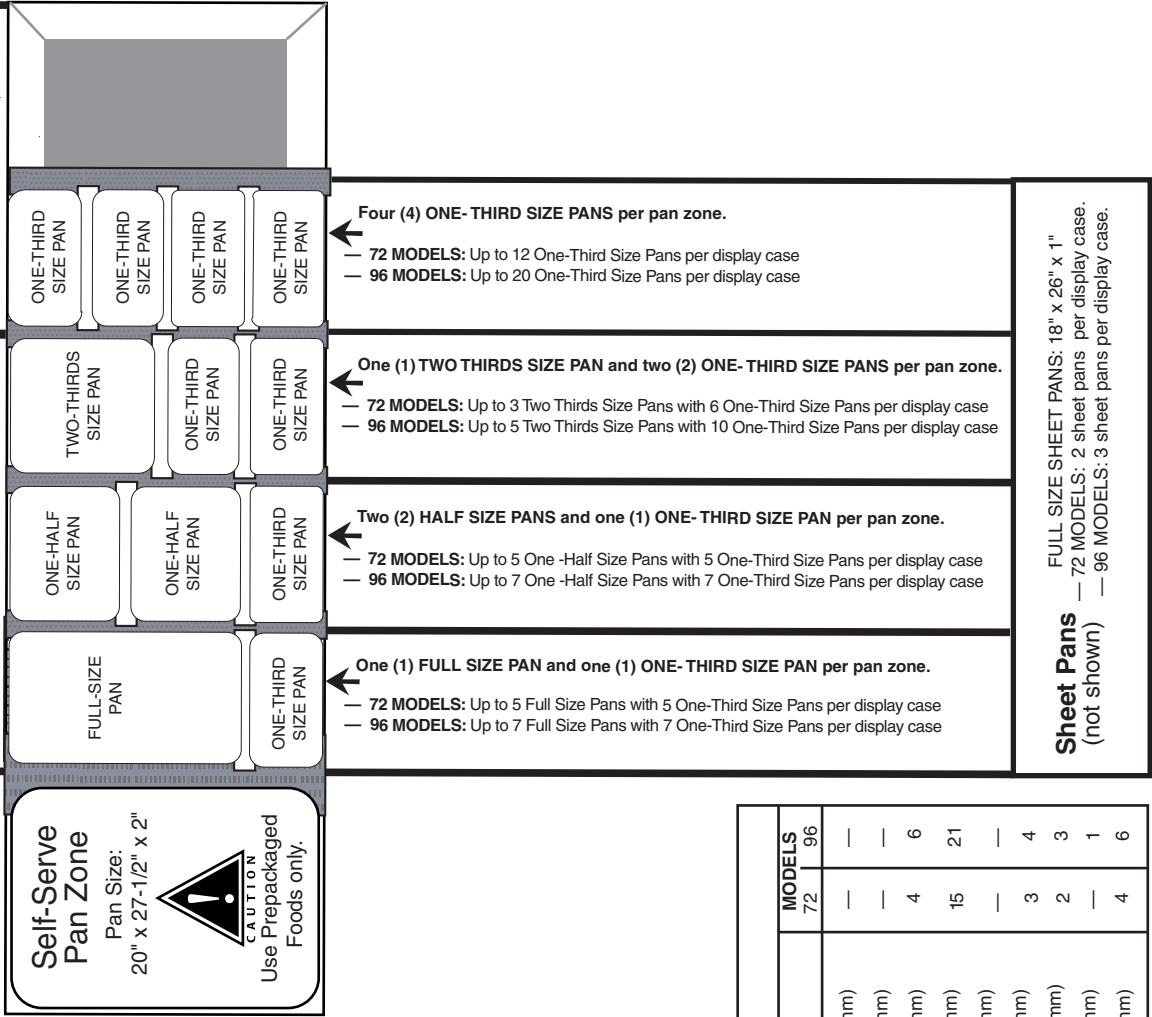 ONE-THIRD
SIZE PAN
ONE-THIRD
SIZE PAN
ONE-THIRD
SIZE PAN
ONE-THIRD
SIZE PAN
Four (4) ONE- THIRD SIZE PANS per pan zone.
— 72 MODELS: Up to 12 One-Third Size Pans per display case
— 96 MODELS: Up to 20 One-Third Size Pans per display case
TWO-THIRDS
SIZE PAN
ONE-THIRD
SIZE PAN
ONE-THIRD
SIZE PAN
One (1) TWO THIRDS SIZE PAN and two (2) ONE- THIRD SIZE PANS per pan zone.
— 72 MODELS: Up to 3 Two Thirds Size Pans with 6 One-Third Size Pans per display case
— 96 MODELS: Up to 5 Two Thirds Size Pans with 10 One-Third Size Pans per display case
ONE-HALF
SIZE PAN
ONE-HALF
SIZE PAN
ONE-THIRD
SIZE PAN
Two (2) HALF SIZE PANS and one (1) ONE- THIRD SIZE PAN per pan zone.
— 72 MODELS: Up to 5 One -Half Size Pans with 5 One-Third Size Pans per display case
— 96 MODELS: Up to 7 One -Half Size Pans with 7 One-Third Size Pans per display case
FULL-SIZE
PAN
ONE-THIRD
SIZE PAN
One (1) FULL SIZE PAN and one (1) ONE- THIRD SIZE PAN per pan zone.
— 72 MODELS: Up to 5 Full Size Pans with 5 One-Third Size Pans per display case
— 96 MODELS: Up to 7 Full Size Pans with 7 One-Third Size Pans per display case
Sheet Pans
(not shown)
FULL SIZE SHEET PANS: 18" x 26" x 1"
— 72 MODELS: 2 sheet pans per display case.
— 96 MODELS: 3 sheet pans per display case.
Self-Serve
Pan Zone
Pan Size:
20" x 27-1/2" x 2"
!
CAUTION
Use Prepackaged
Foods only.
MODELS
72 96
— —
— —
4 6
15 21
— —
3 4
2 3
— 1
4 6